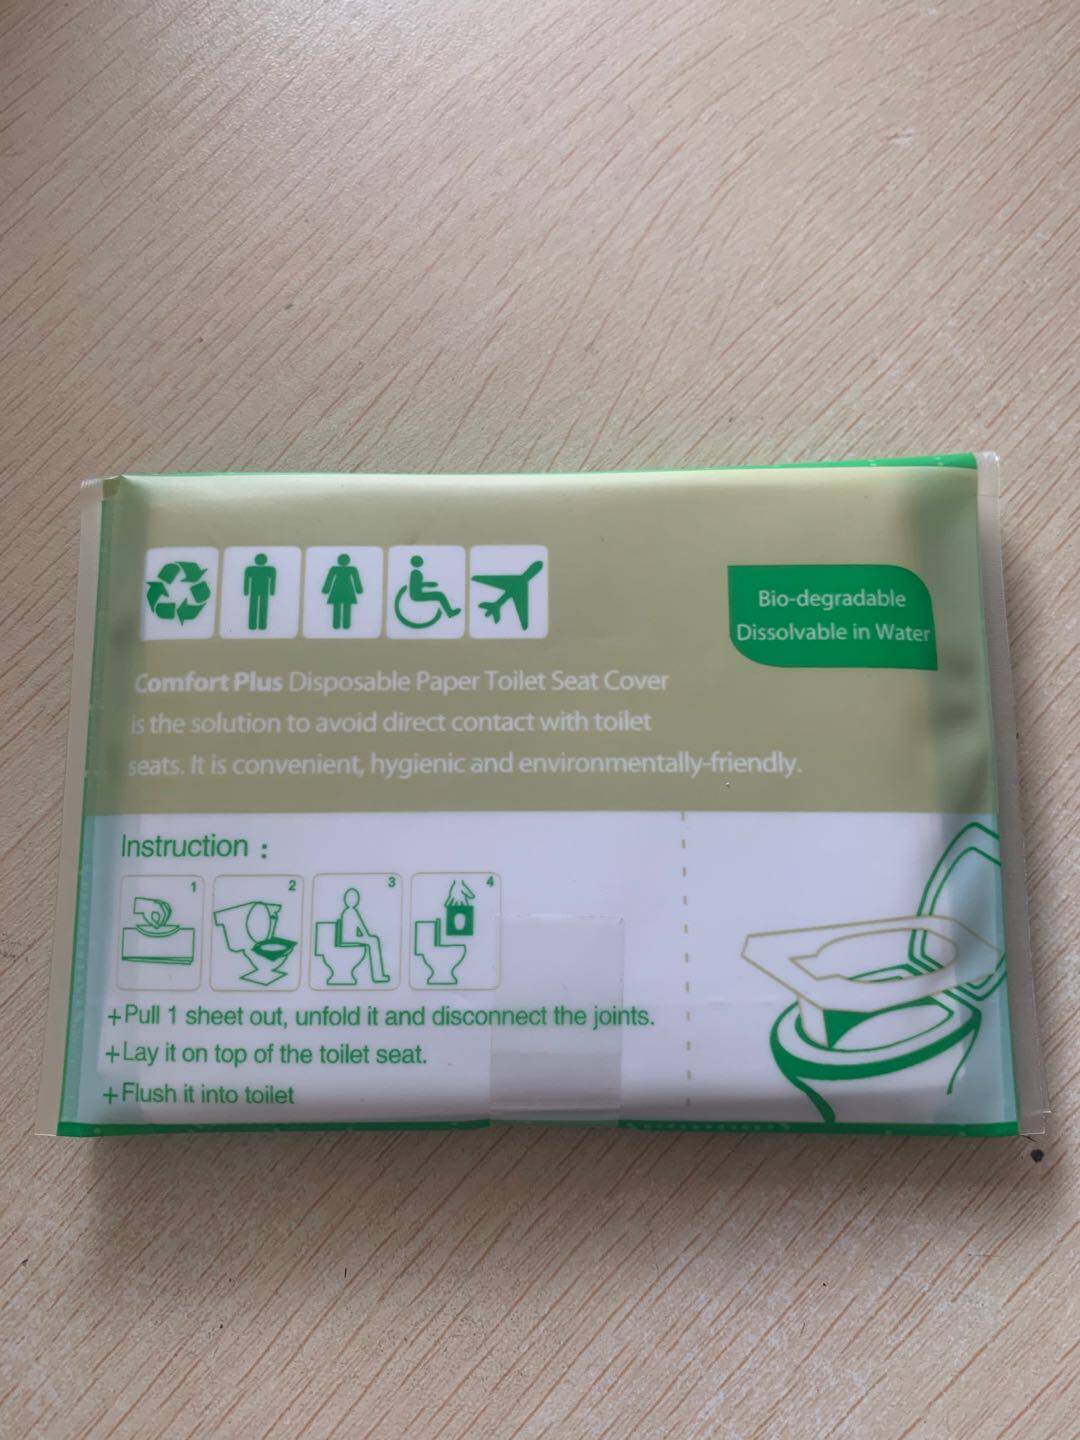 Bio-degradable
Dissolvable in Water
Comfort Plus Disposable Paper Toilet Seat Cover
is the solution to avoid direct contact with toilet
seats. It is convenient, hygienic and environmentally-friendly.
Instruction :
1 2 3 4
+Pull 1 sheet out, unfold it and disconnect the joints.
+Lay it on top of the toilet seat.
+Flush it into toilet